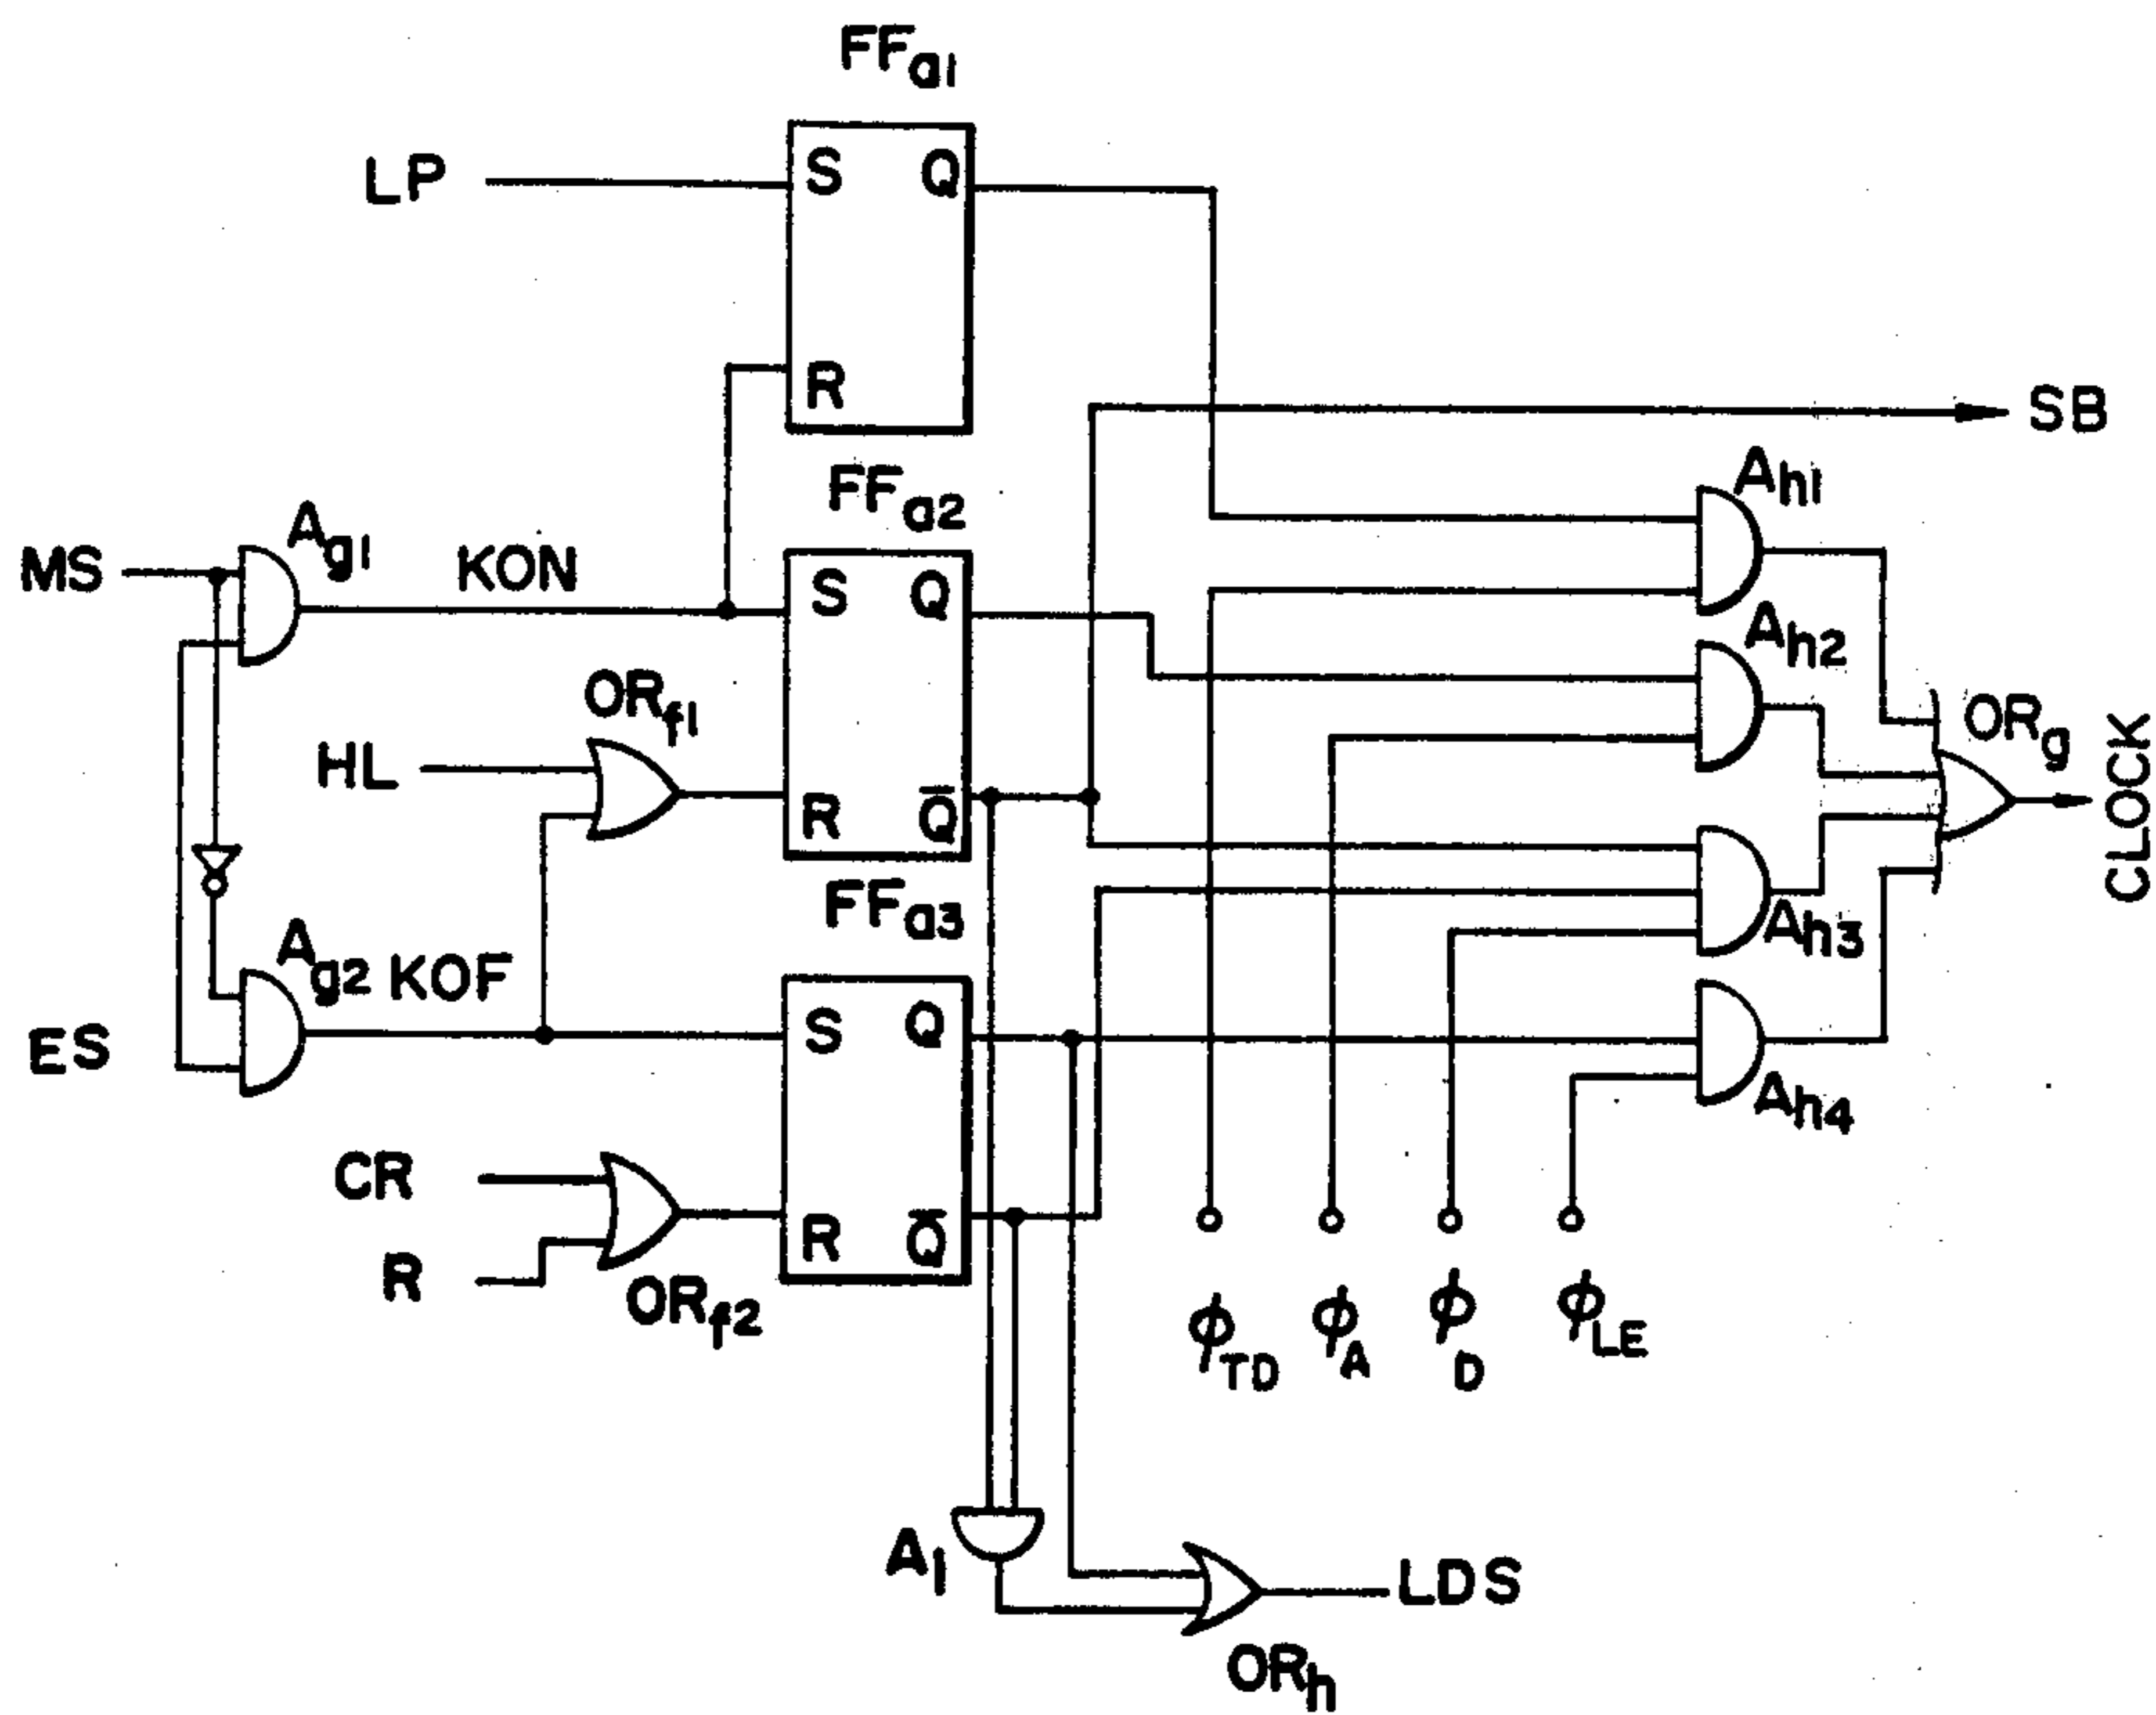 FFa1
LP
S
Q
R
SB
FFa2
Ah1
Ag1
MS
KON
S
Q
Ah2
ORf1
HL
ORg
CLOCK
R
Q̅
FFa3
Ah3
Ag2
KOF
ES
S
Q
Ah4
CR
R
R
Q̅
ORf2
ϕTD
ϕA
ϕD
ϕLE
A1
LDS
ORh